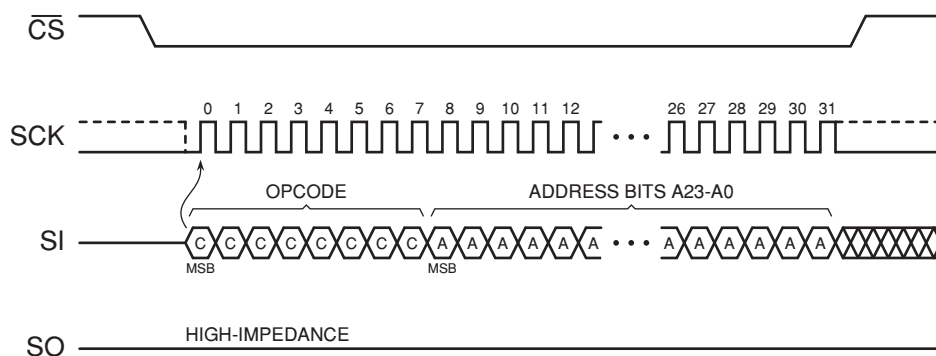 CS
0 1 2 3 4 5 6 7 8 9 10 11 12 26 27 28 29 30 31
SCK
OPCODE ADDRESS BITS A23-A0
SI C C C C C C C C A A A A A A A A A A A A
MSB MSB
HIGH-IMPEDANCE
SO